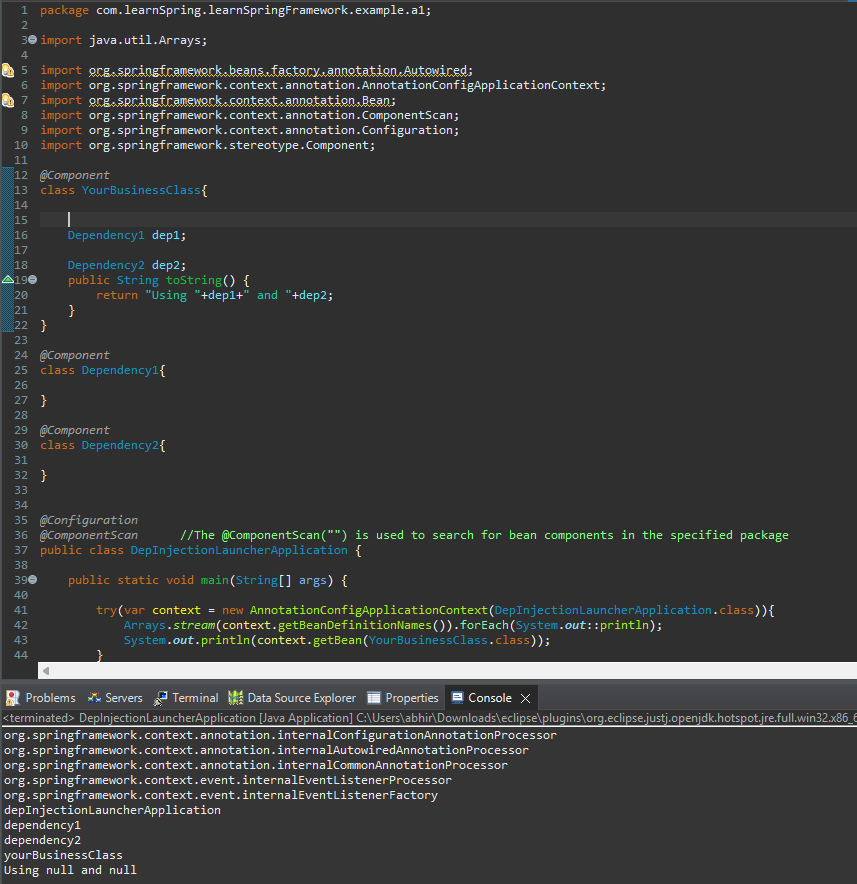 1 package com.learnSpring.learnSpringFramework.example.a1;
2
3 import java.util.Arrays;
4
5 import org.springframework.beans.factory.annotation.Autowired;
6 import org.springframework.context.annotation.AnnotationConfigApplicationContext;
7 import org.springframework.context.annotation.Bean;
8 import org.springframework.context.annotation.ComponentScan;
9 import org.springframework.context.annotation.Configuration;
10 import org.springframework.stereotype.Component;
11
12 @Component
13 class YourBusinessClass{
14
15
16     Dependency1 dep1;
17
18     Dependency2 dep2;
19     public String toString() {
20         return "Using "+dep1+" and "+dep2;
21     }
22 }
23
24 @Component
25 class Dependency1{
26
27 }
28
29 @Component
30 class Dependency2{
31
32 }
33
34
35 @Configuration
36 @ComponentScan      //The @ComponentScan("") is used to search for bean components in the specified package
37 public class DepInjectionLauncherApplication {
38
39     public static void main(String[] args) {
40
41         try(var context = new AnnotationConfigApplicationContext(DepInjectionLauncherApplication.class)){
42             Arrays.stream(context.getBeanDefinitionNames()).forEach(System.out::println);
43             System.out.println(context.getBean(YourBusinessClass.class));
44         }
Problems Servers Terminal Data Source Explorer Properties Console
<terminated> DepInjectionLauncherApplication [Java Application] C:\Users\abhir\Downloads\eclipse\plugins\org.eclipse.justj.openjdk.hotspot.jre.full.win32.x86_6
org.springframework.context.annotation.internalConfigurationAnnotationProcessor
org.springframework.context.annotation.internalAutowiredAnnotationProcessor
org.springframework.context.annotation.internalCommonAnnotationProcessor
org.springframework.context.event.internalEventListenerProcessor
org.springframework.context.event.internalEventListenerFactory
depInjectionLauncherApplication
dependency1
dependency2
yourBusinessClass
Using null and null